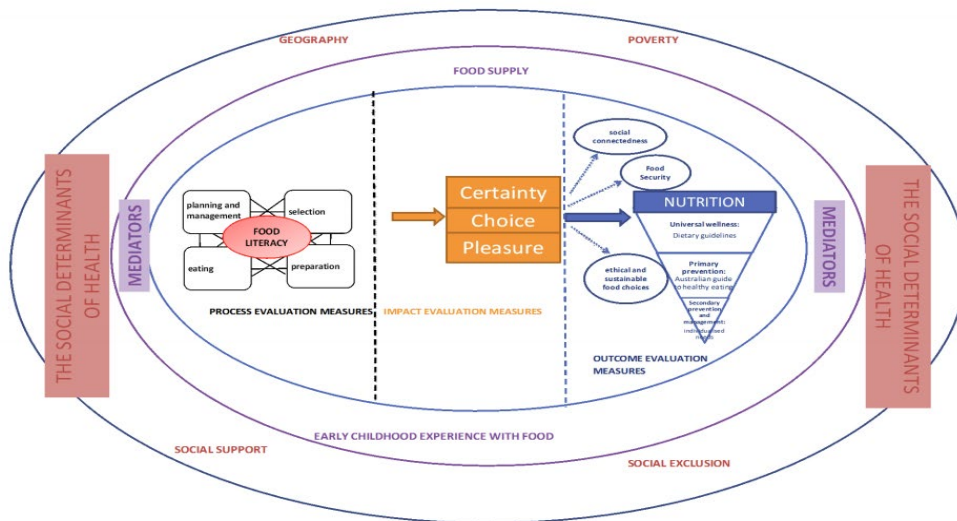 GEOGRAPHY
POVERTY
FOOD SUPPLY
THE SOCIAL DETERMINANTS
OF HEALTH
MEDIATORS
planning and
management
selection
FOOD
LITERACY
eating
preparation
PROCESS EVALUATION MEASURES
Certainty
Choice
Pleasure
IMPACT EVALUATION MEASURES
social
connectedness
Food
Security
ethical and
sustainable
food choices
NUTRITION
Universal wellness:
Dietary guidelines
Primary
prevention:
Australian guide
to healthy eating
Secondary
prevention
and
management:
individualised
needs
OUTCOME EVALUATION
MEASURES
MEDIATORS
THE SOCIAL DETERMINANTS
OF HEALTH
EARLY CHILDHOOD EXPERIENCE WITH FOOD
SOCIAL SUPPORT
SOCIAL EXCLUSION